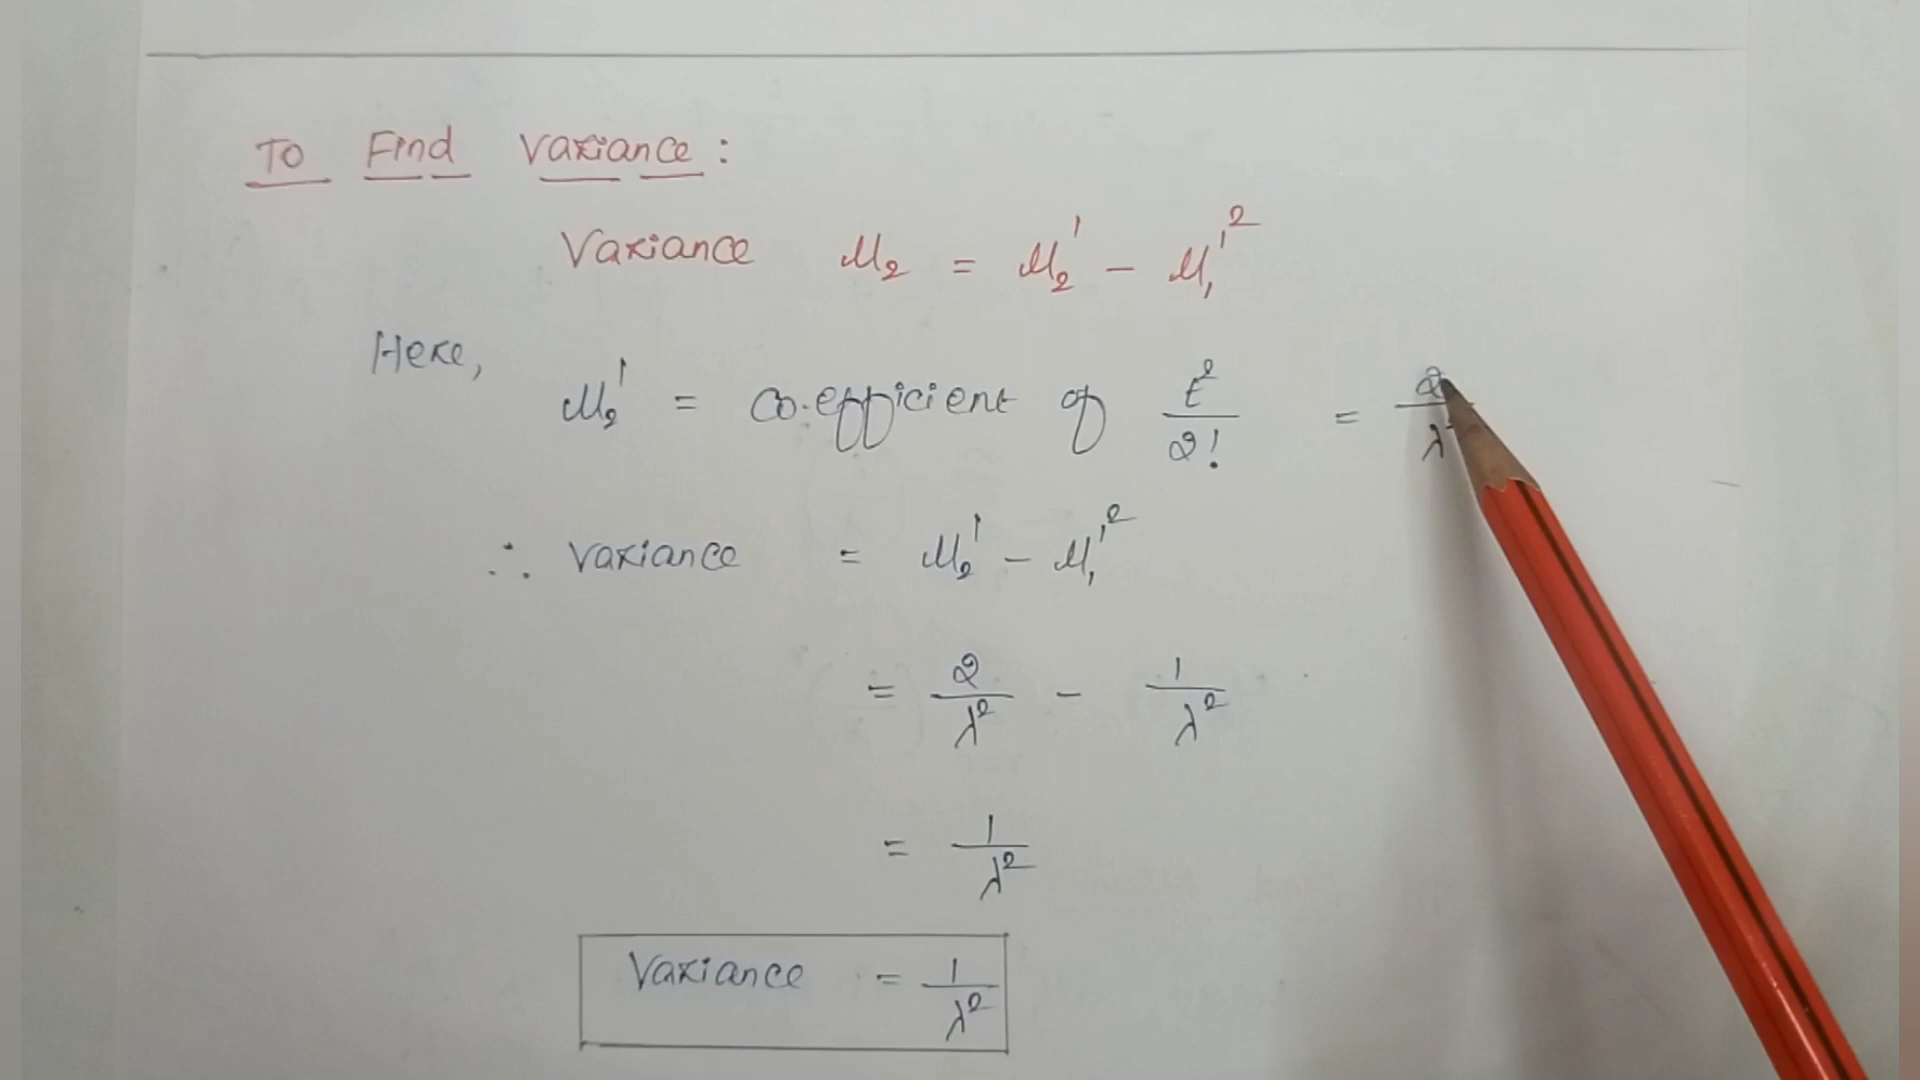 To Find Variance:
Variance μ₂ = μ₂' - μ₁'²
Here,
μ₂' = Co.efficient of t²/2! = 2/λ²
∴ variance = μ₂' - μ₁'²
= 2/λ² - 1/λ²
= 1/λ²
Variance = 1/λ²